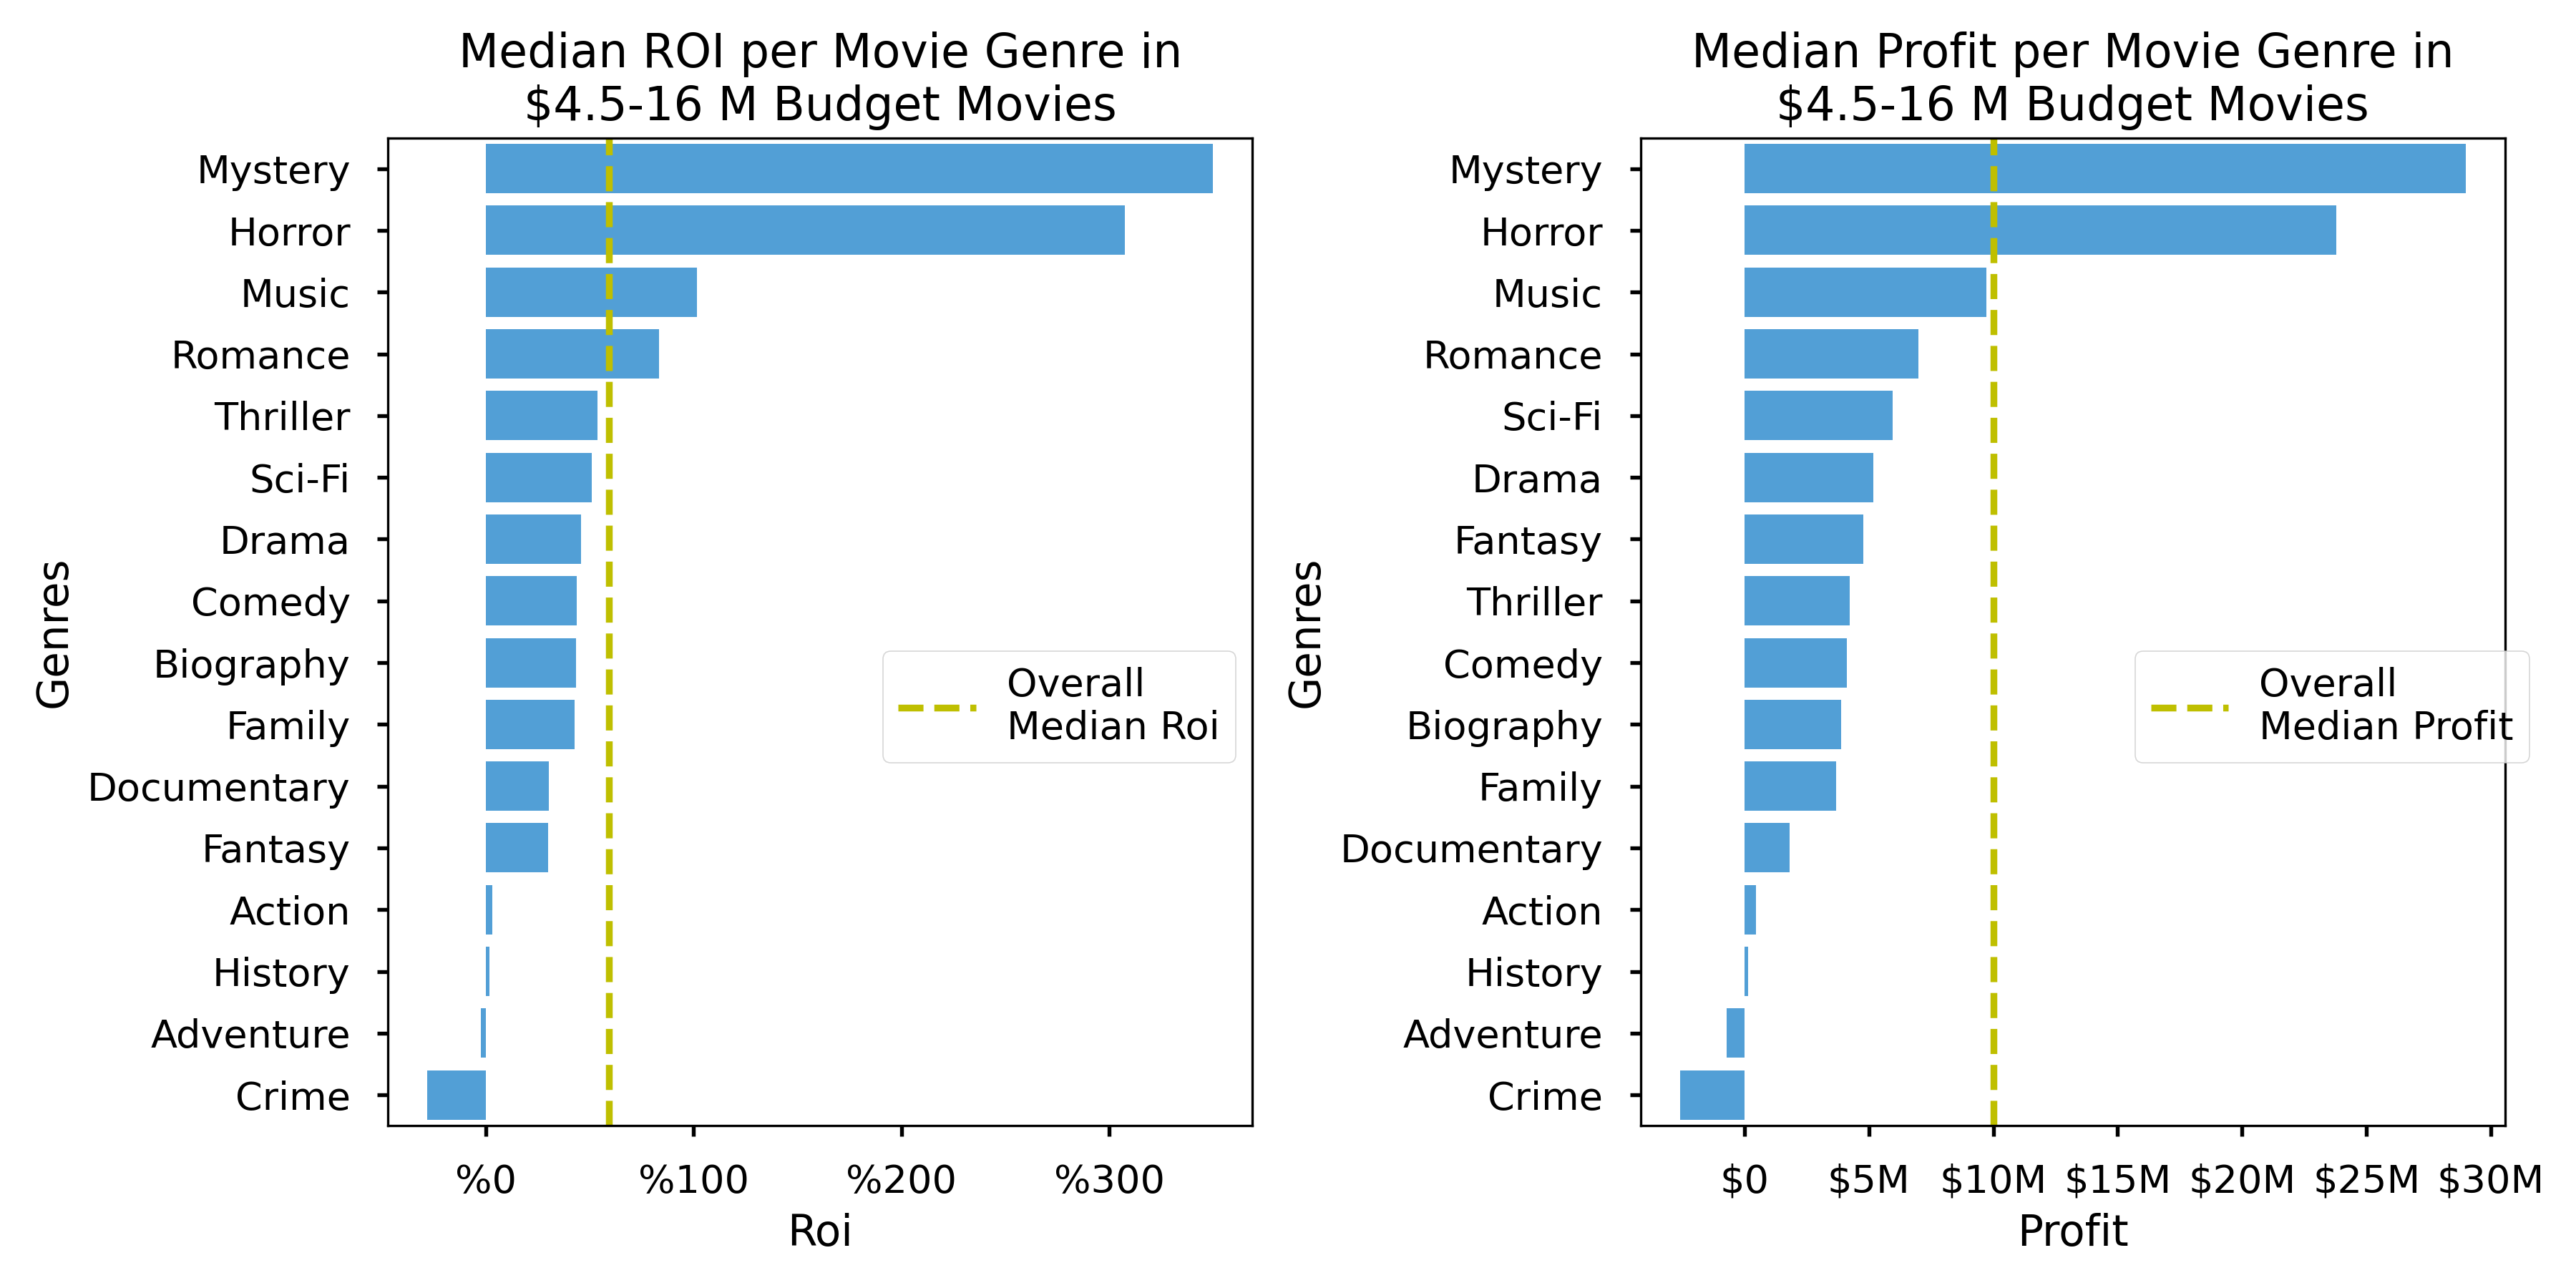 Median ROI per Movie Genre in
$4.5-16 M Budget Movies
Genres
Mystery
Horror
Music
Romance
Thriller
Sci-Fi
Drama
Comedy
Biography
Family
Documentary
Fantasy
Action
History
Adventure
Crime
Overall
Median Roi
%0 %100 %200 %300
Roi
Median Profit per Movie Genre in
$4.5-16 M Budget Movies
Genres
Mystery
Horror
Music
Romance
Sci-Fi
Drama
Fantasy
Thriller
Comedy
Biography
Family
Documentary
Action
History
Adventure
Crime
Overall
Median Profit
$0 $5M $10M $15M $20M $25M $30M
Profit